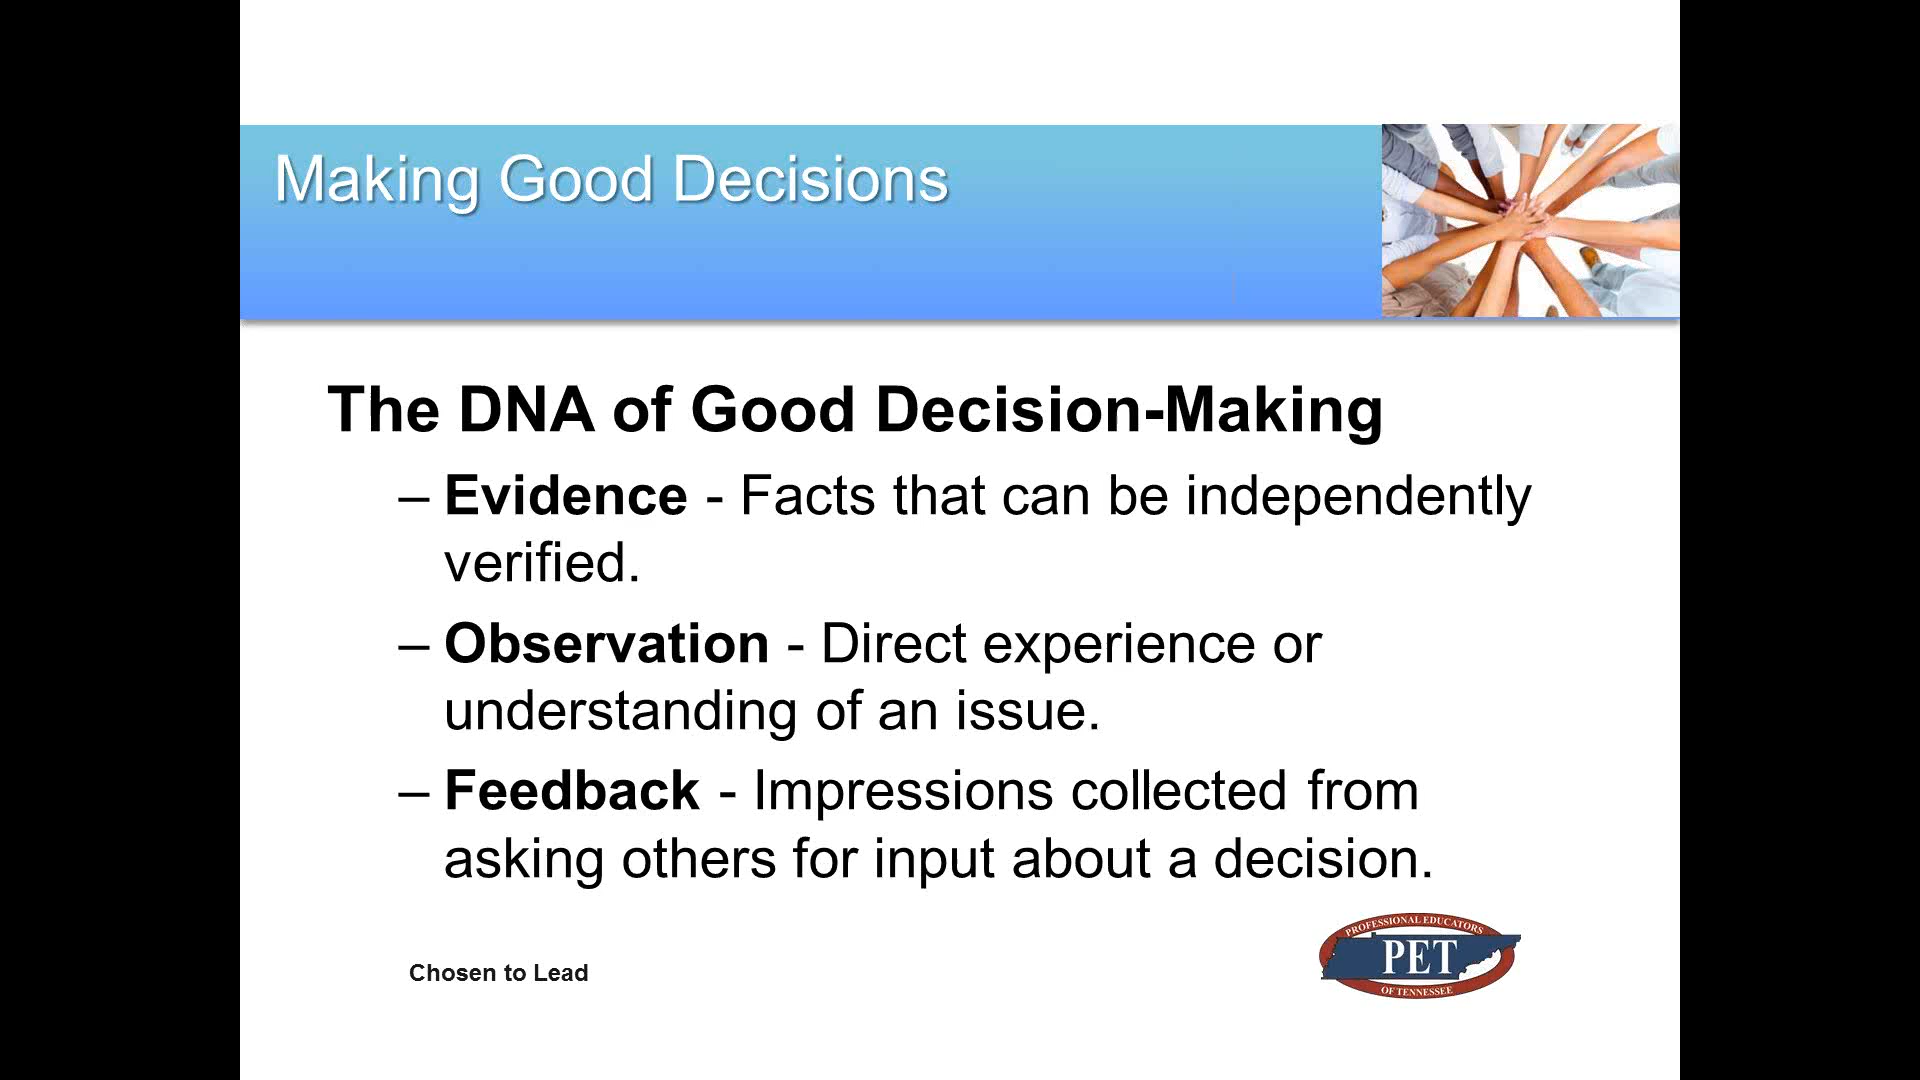 Making Good Decisions
The DNA of Good Decision-Making
– Evidence - Facts that can be independently
verified.
– Observation - Direct experience or
understanding of an issue.
– Feedback - Impressions collected from
asking others for input about a decision.
Chosen to Lead
PROFESSIONAL EDUCATORS
PET
OF TENNESSEE